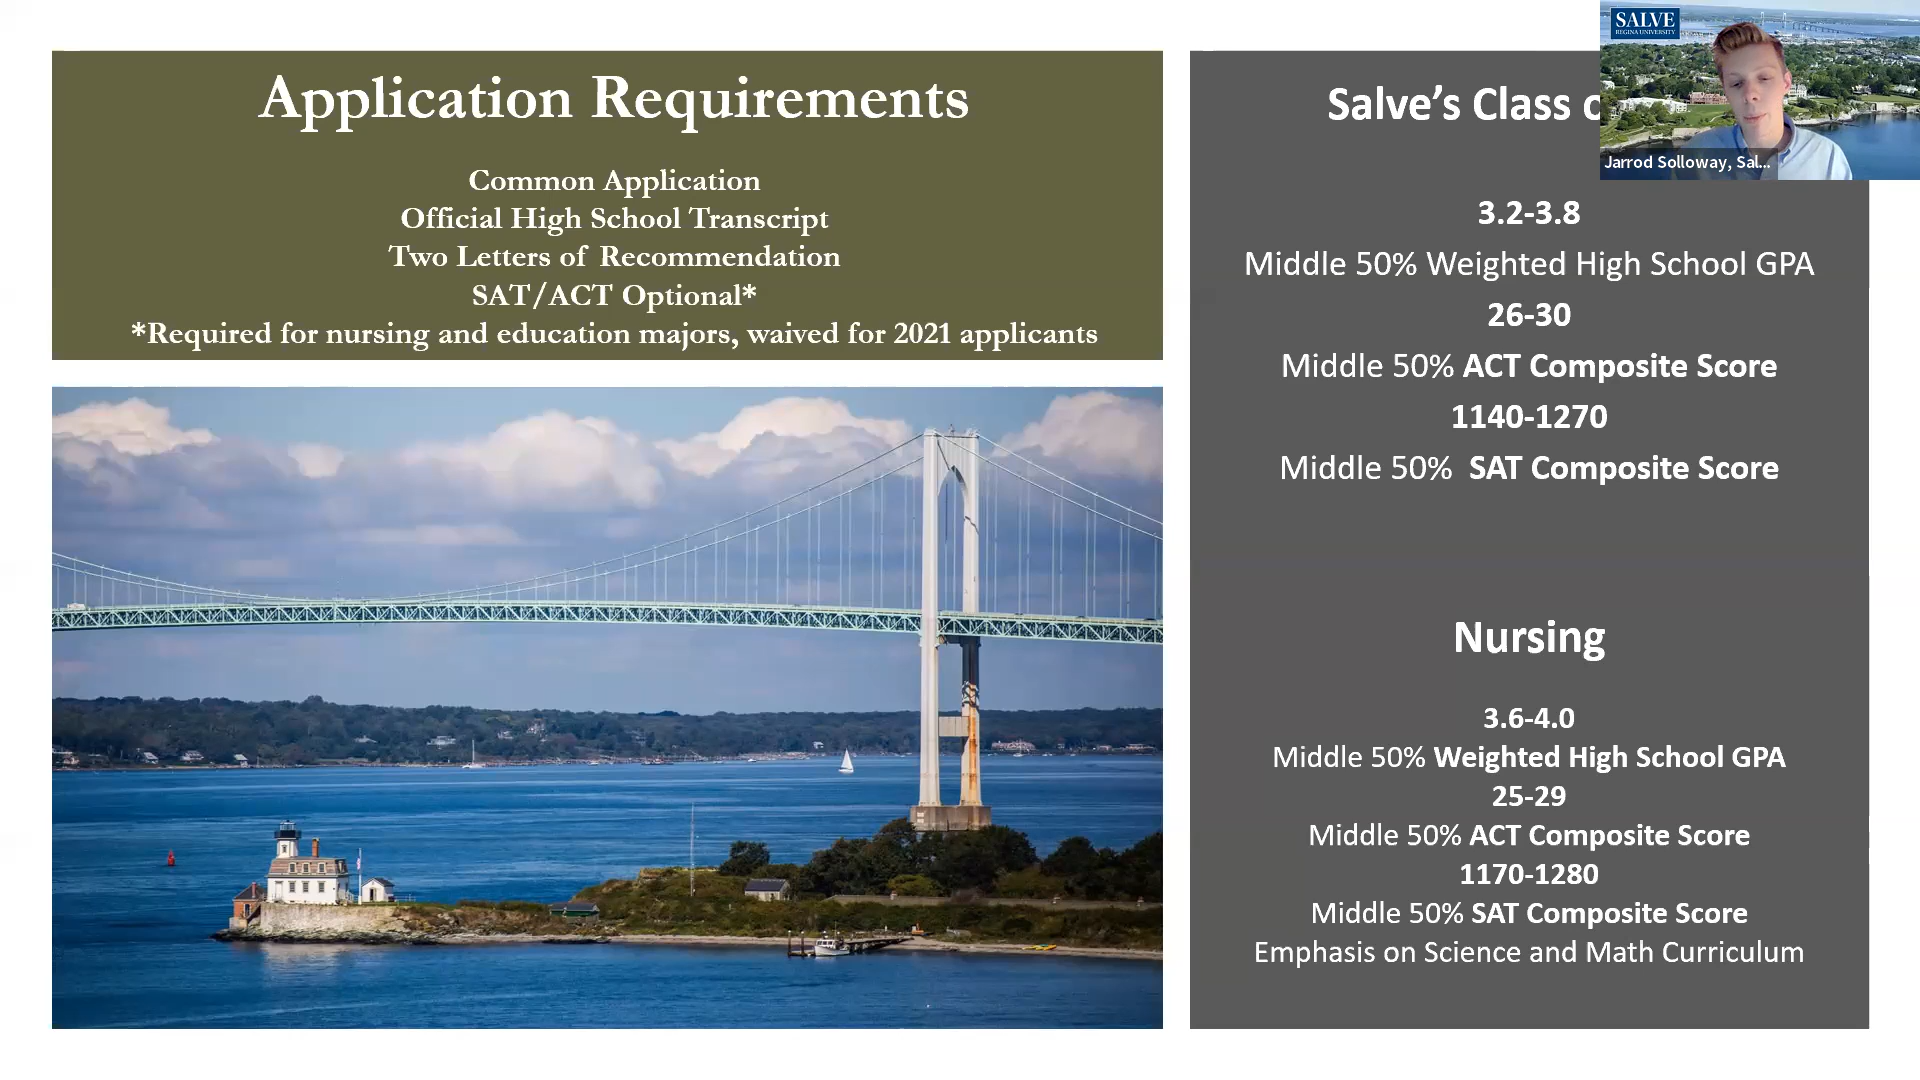 Application Requirements
Common Application
Official High School Transcript
Two Letters of Recommendation
SAT/ACT Optional*
*Required for nursing and education majors, waived for 2021 applicants
Salve's Class
3.2-3.8
Middle 50% Weighted High School GPA
26-30
Middle 50% ACT Composite Score
1140-1270
Middle 50% SAT Composite Score
Nursing
3.6-4.0
Middle 50% Weighted High School GPA
25-29
Middle 50% ACT Composite Score
1170-1280
Middle 50% SAT Composite Score
Emphasis on Science and Math Curriculum
SALVE
REGINA UNIVERSITY
Jarrod Solloway, Sal...